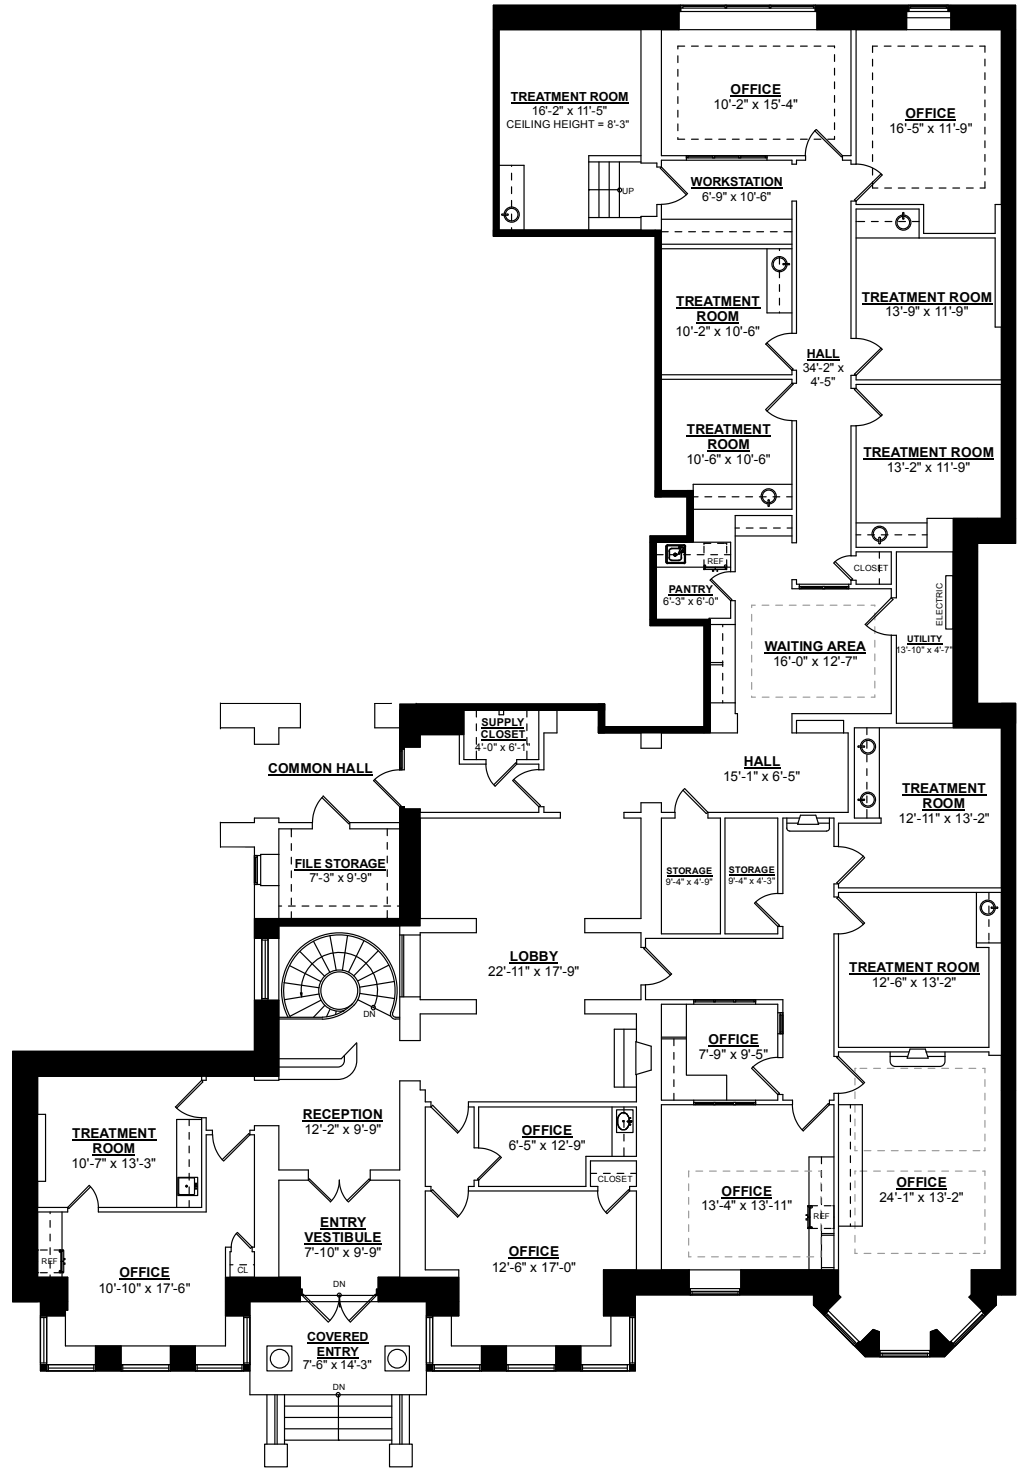 TREATMENT ROOM
16'-2" x 11'-5"
CEILING HEIGHT = 8'-3"
OFFICE
10'-2" x 15'-4"
OFFICE
16'-5" x 11'-9"
UP
WORKSTATION
6'-9" x 10'-6"
TREATMENT
ROOM
10'-2" x 10'-6"
TREATMENT ROOM
13'-9" x 11'-9"
HALL
34'-2" x
4'-5"
TREATMENT
ROOM
10'-6" x 10'-6"
TREATMENT ROOM
13'-2" x 11'-9"
REF
PANTRY
6'-3" x 6'-0"
CLOSET
ELECTRIC
UTILITY
13'-10" x 4'-7"
WAITING AREA
16'-0" x 12'-7"
SUPPLY
CLOSET
4'-0" x 6'-1"
COMMON HALL
HALL
15'-1" x 6'-5"
TREATMENT
ROOM
12'-11" x 13'-2"
FILE STORAGE
7'-3" x 9'-9"
STORAGE
9'-4" x 4'-9"
STORAGE
9'-4" x 4'-3"
LOBBY
22'-11" x 17'-9"
TREATMENT ROOM
12'-6" x 13'-2"
DN
OFFICE
7'-9" x 9'-5"
RECEPTION
12'-2" x 9'-9"
TREATMENT
ROOM
10'-7" x 13'-3"
OFFICE
6'-5" x 12'-9"
CLOSET
OFFICE
13'-4" x 13'-11"
REF
OFFICE
24'-1" x 13'-2"
ENTRY
VESTIBULE
7'-10" x 9'-9"
REF
OFFICE
10'-10" x 17'-6"
CL
OFFICE
12'-6" x 17'-0"
DN
COVERED
ENTRY
7'-6" x 14'-3"
DN